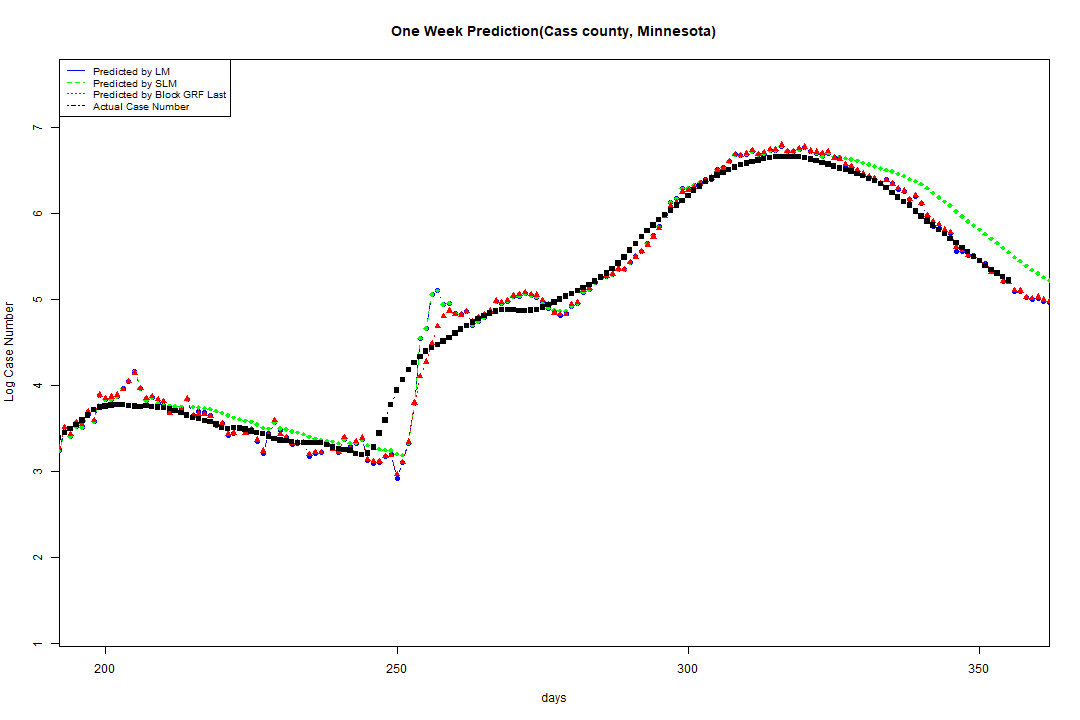 One Week Prediction(Cass county, Minnesota)
Predicted by LM
Predicted by SLM
Predicted by Block GRF Last
Actual Case Number
Log Case Number
7
6
5
4
3
2
1
200 250 300 350
days